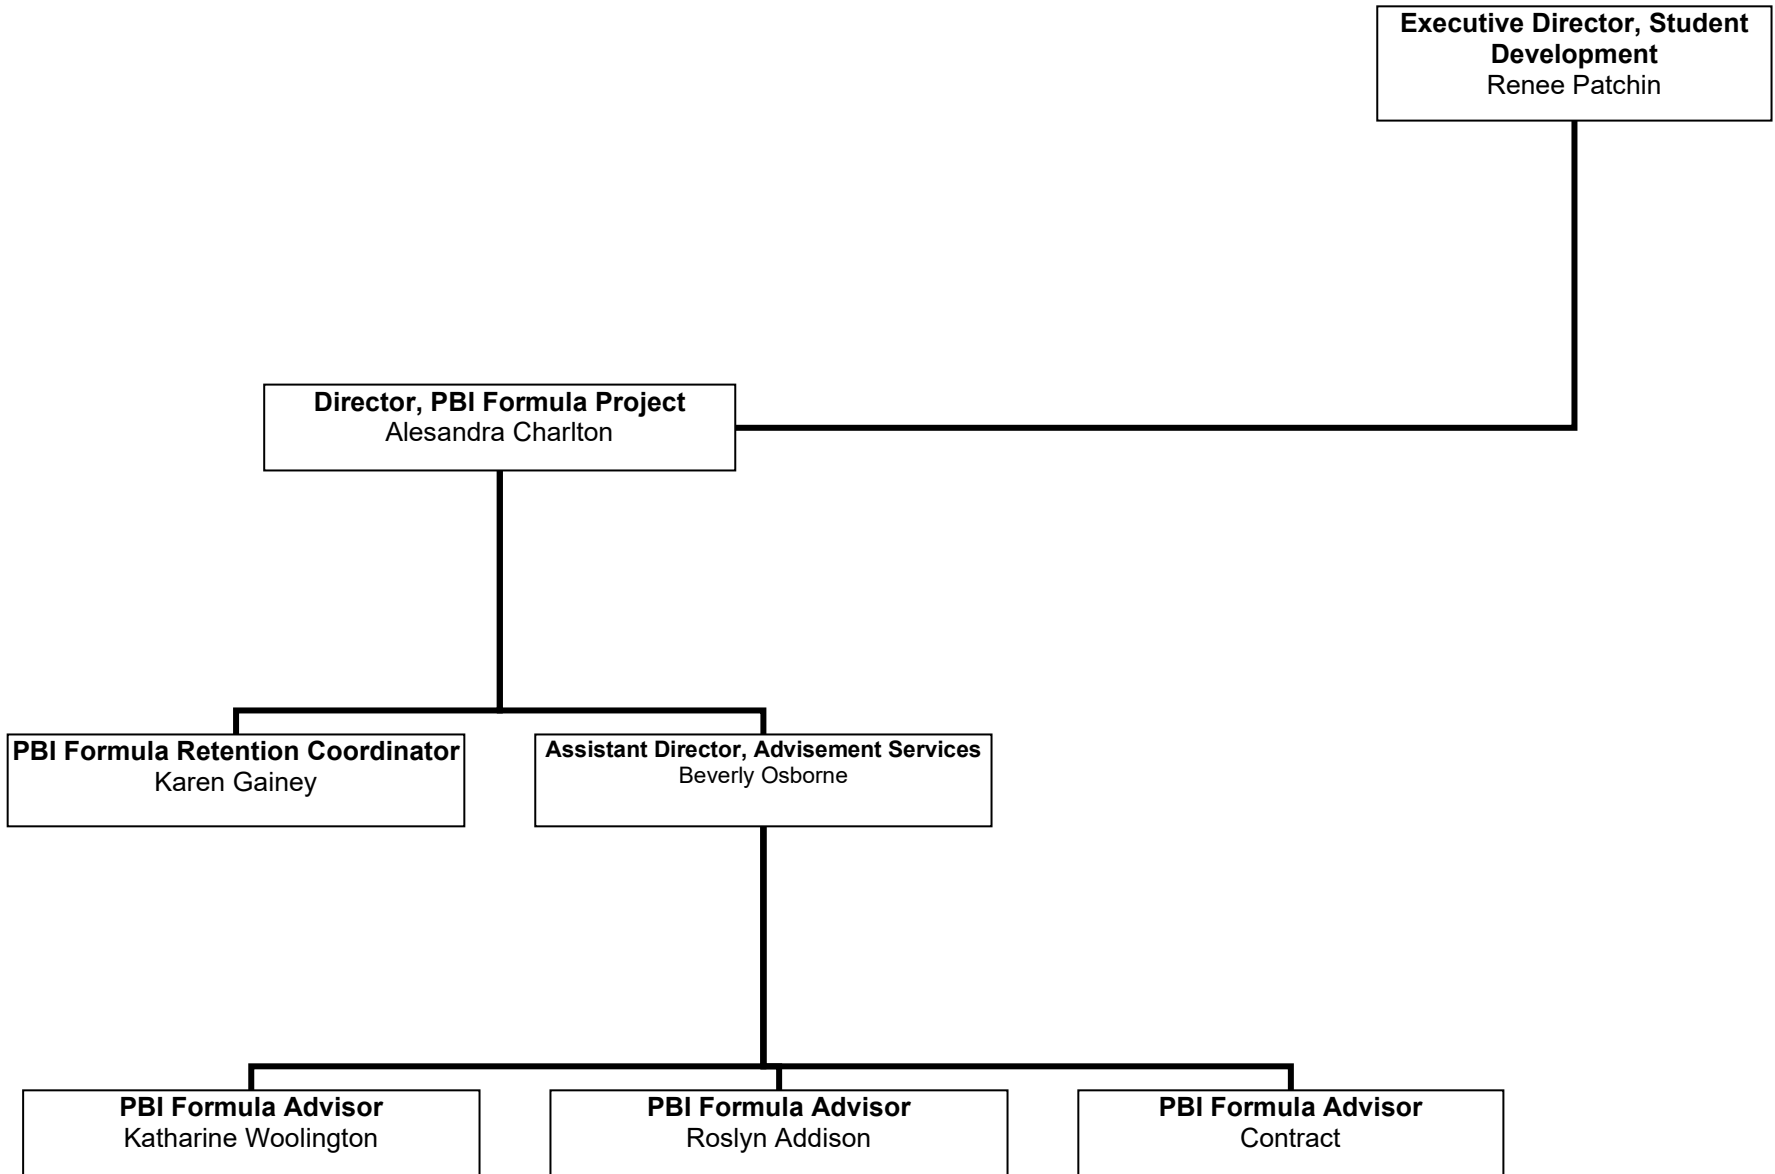 Executive Director, Student
Development
Renee Patchin
Director, PBI Formula Project
Alesandra Charlton
PBI Formula Retention Coordinator
Karen Gainey
Assistant Director, Advisement Services
Beverly Osborne
PBI Formula Advisor
Katharine Woolington
PBI Formula Advisor
Roslyn Addison
PBI Formula Advisor
Contract